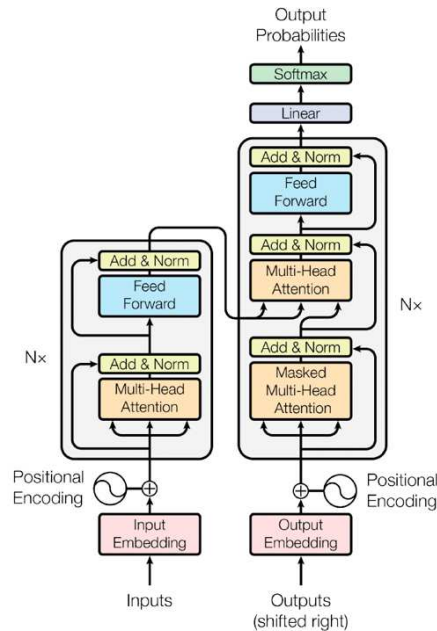 Output
Probabilities
Softmax
Linear
Add & Norm
Feed
Forward
Add & Norm
Multi-Head
Attention
Add & Norm
Masked
Multi-Head
Attention
N×
Positional
Encoding
Output
Embedding
Outputs
(shifted right)
Add & Norm
Feed
Forward
N×
Add & Norm
Multi-Head
Attention
Positional
Encoding
Input
Embedding
Inputs